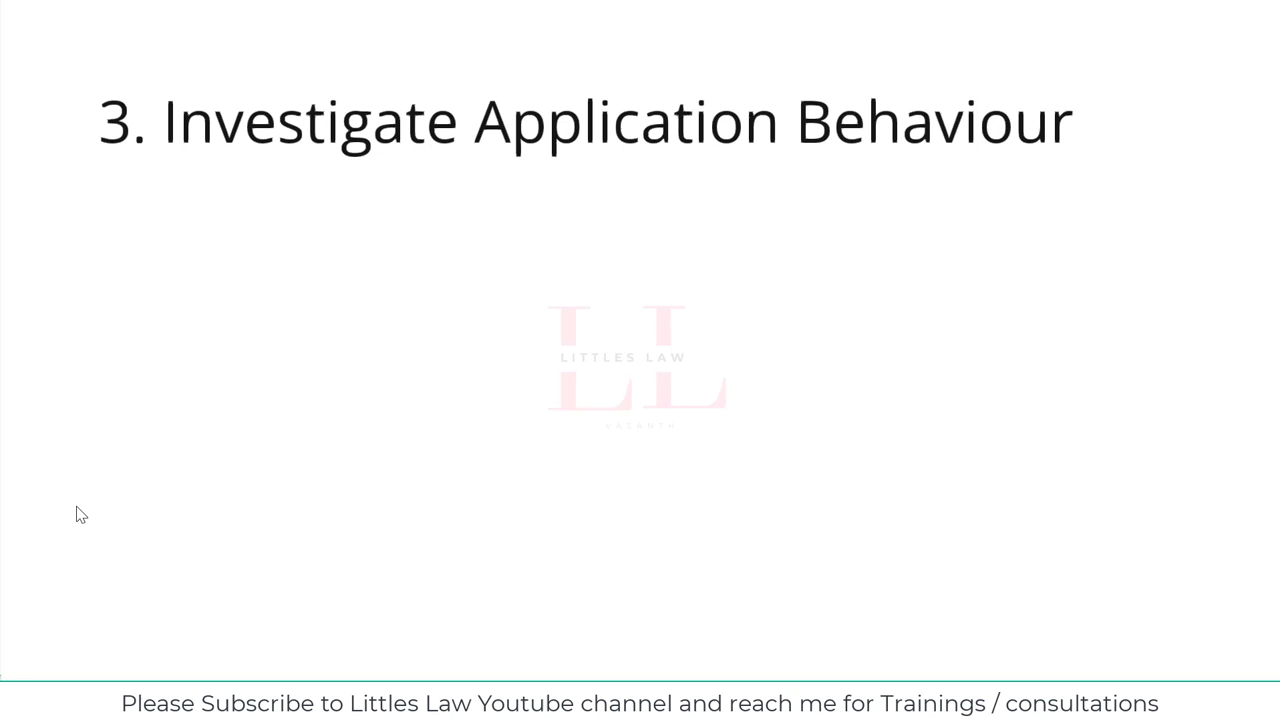 3. Investigate Application Behaviour
LITTLES LAW
VASANTH
Please Subscribe to Littles Law Youtube channel and reach me for Trainings / consultations